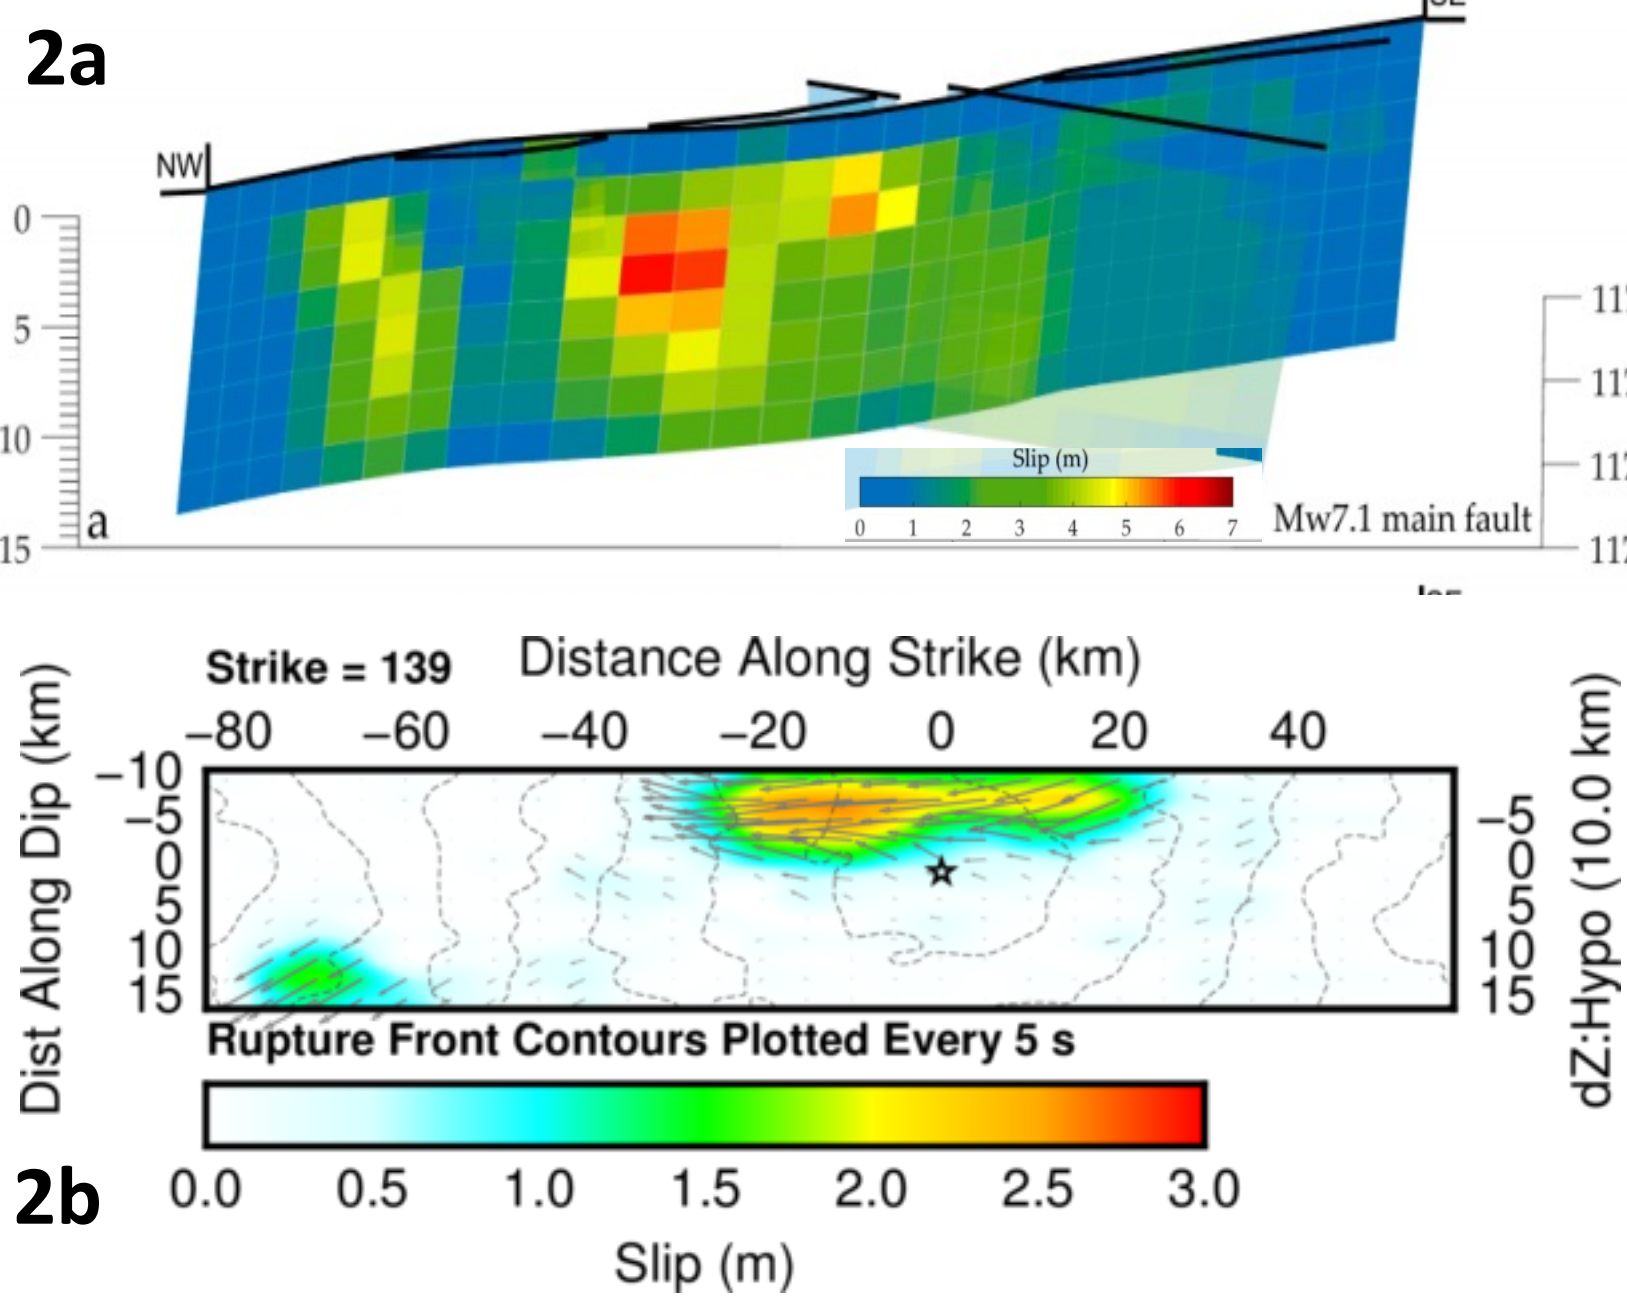 2a
NW
0
5
10
15
a
Slip (m)
0 1 2 3 4 5 6 7
Mw7.1 main fault
Strike = 139
Distance Along Strike (km)
−80 −60 −40 −20 0 20 40
Dist Along Dip (km)
−10
−5
0
5
10
15
−5
0
5
10
15
dZ:Hypo (10.0 km)
Rupture Front Contours Plotted Every 5 s
0.0 0.5 1.0 1.5 2.0 2.5 3.0
2b
Slip (m)